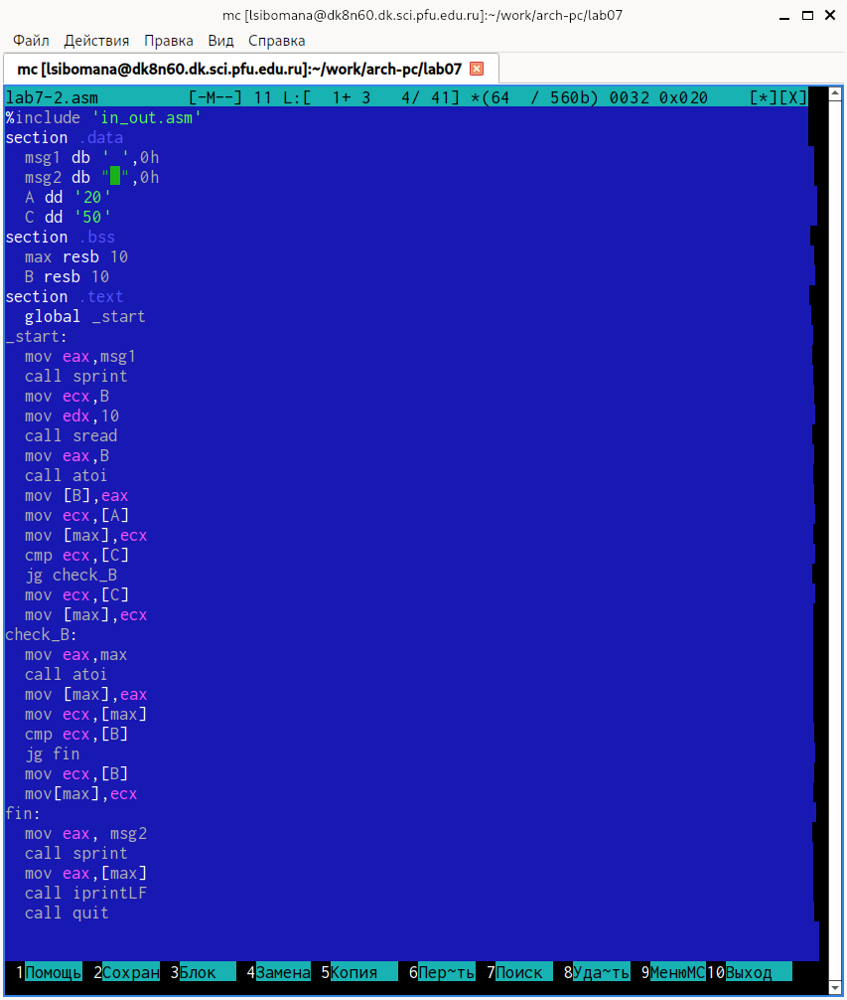 mc [lsibomana@dk8n60.dk.sci.pfu.edu.ru]:~/work/arch-pc/lab07
Файл Действия Правка Вид Справка
mc [lsibomana@dk8n60.dk.sci.pfu.edu.ru]:~/work/arch-pc/lab07
lab7-2.asm [-M--] 11 L:[ 1+ 3 4/ 41] *(64 / 560b) 0032 0x020 [*][X]
%include 'in_out.asm'
section .data
msg1 db ' ',0h
msg2 db " ",0h
A dd '20'
C dd '50'
section .bss
max resb 10
B resb 10
section .text
global _start
_start:
mov eax,msg1
call sprint
mov ecx,B
mov edx,10
call sread
mov eax,B
call atoi
mov [B],eax
mov ecx,[A]
mov [max],ecx
cmp ecx,[C]
jg check_B
mov ecx,[C]
mov [max],ecx
check_B:
mov eax,max
call atoi
mov [max],eax
mov ecx,[max]
cmp ecx,[B]
jg fin
mov ecx,[B]
mov[max],ecx
fin:
mov eax, msg2
call sprint
mov eax,[max]
call iprintLF
call quit
1Помощь 2Сохран 3Блок 4Замена 5Копия 6Пер~ть 7Поиск 8Уда~ть 9МенюMC 10Выход